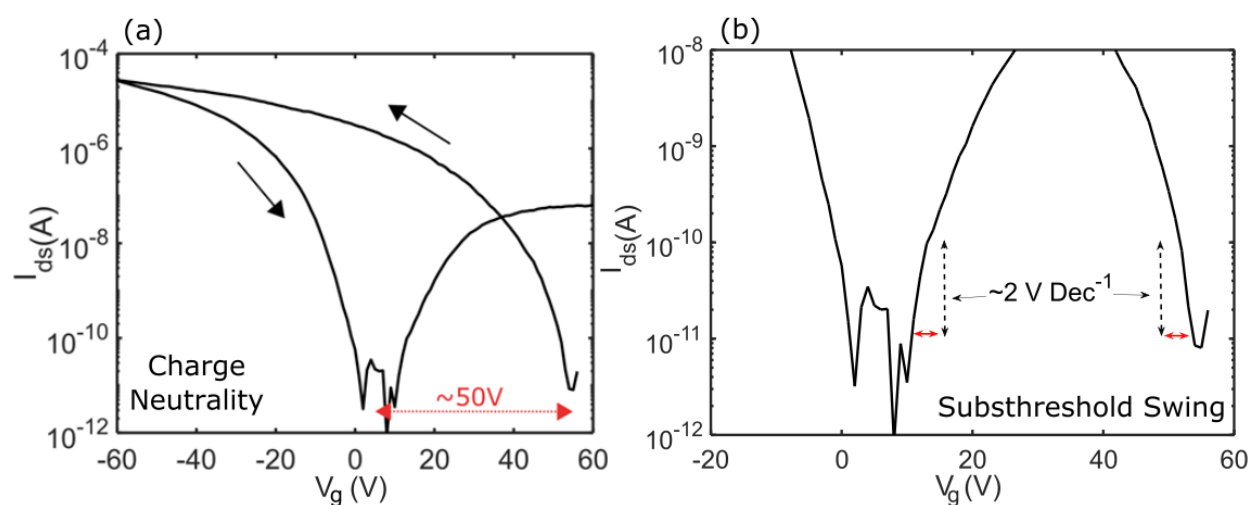 (a)
10⁻⁴
10⁻⁶
10⁻⁸
10⁻¹⁰
10⁻¹²
I_ds(A)
Charge
Neutrality
~50V
-60 -40 -20 0 20 40 60
V_g (V)
(b)
10⁻⁸
10⁻⁹
10⁻¹⁰
10⁻¹¹
10⁻¹²
I_ds(A)
~2 V Dec⁻¹
Substhreshold Swing
-20 0 20 40 60
V_g (V)